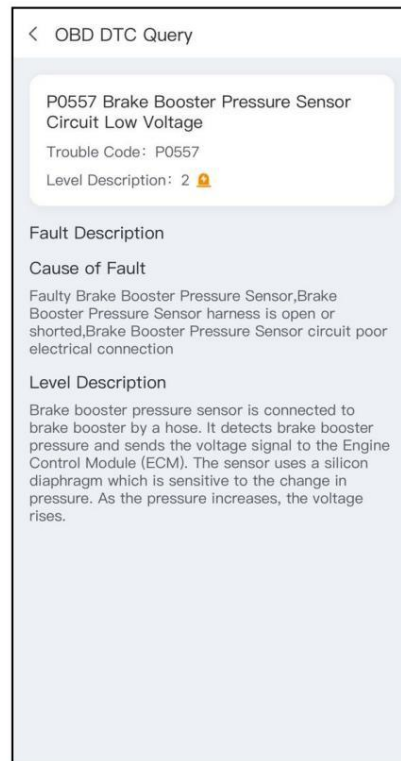 < OBD DTC Query
P0557 Brake Booster Pressure Sensor
Circuit Low Voltage
Trouble Code: P0557
Level Description: 2
Fault Description
Cause of Fault
Faulty Brake Booster Pressure Sensor,Brake
Booster Pressure Sensor harness is open or
shorted,Brake Booster Pressure Sensor circuit poor
electrical connection
Level Description
Brake booster pressure sensor is connected to
brake booster by a hose. It detects brake booster
pressure and sends the voltage signal to the Engine
Control Module (ECM). The sensor uses a silicon
diaphragm which is sensitive to the change in
pressure. As the pressure increases, the voltage
rises.